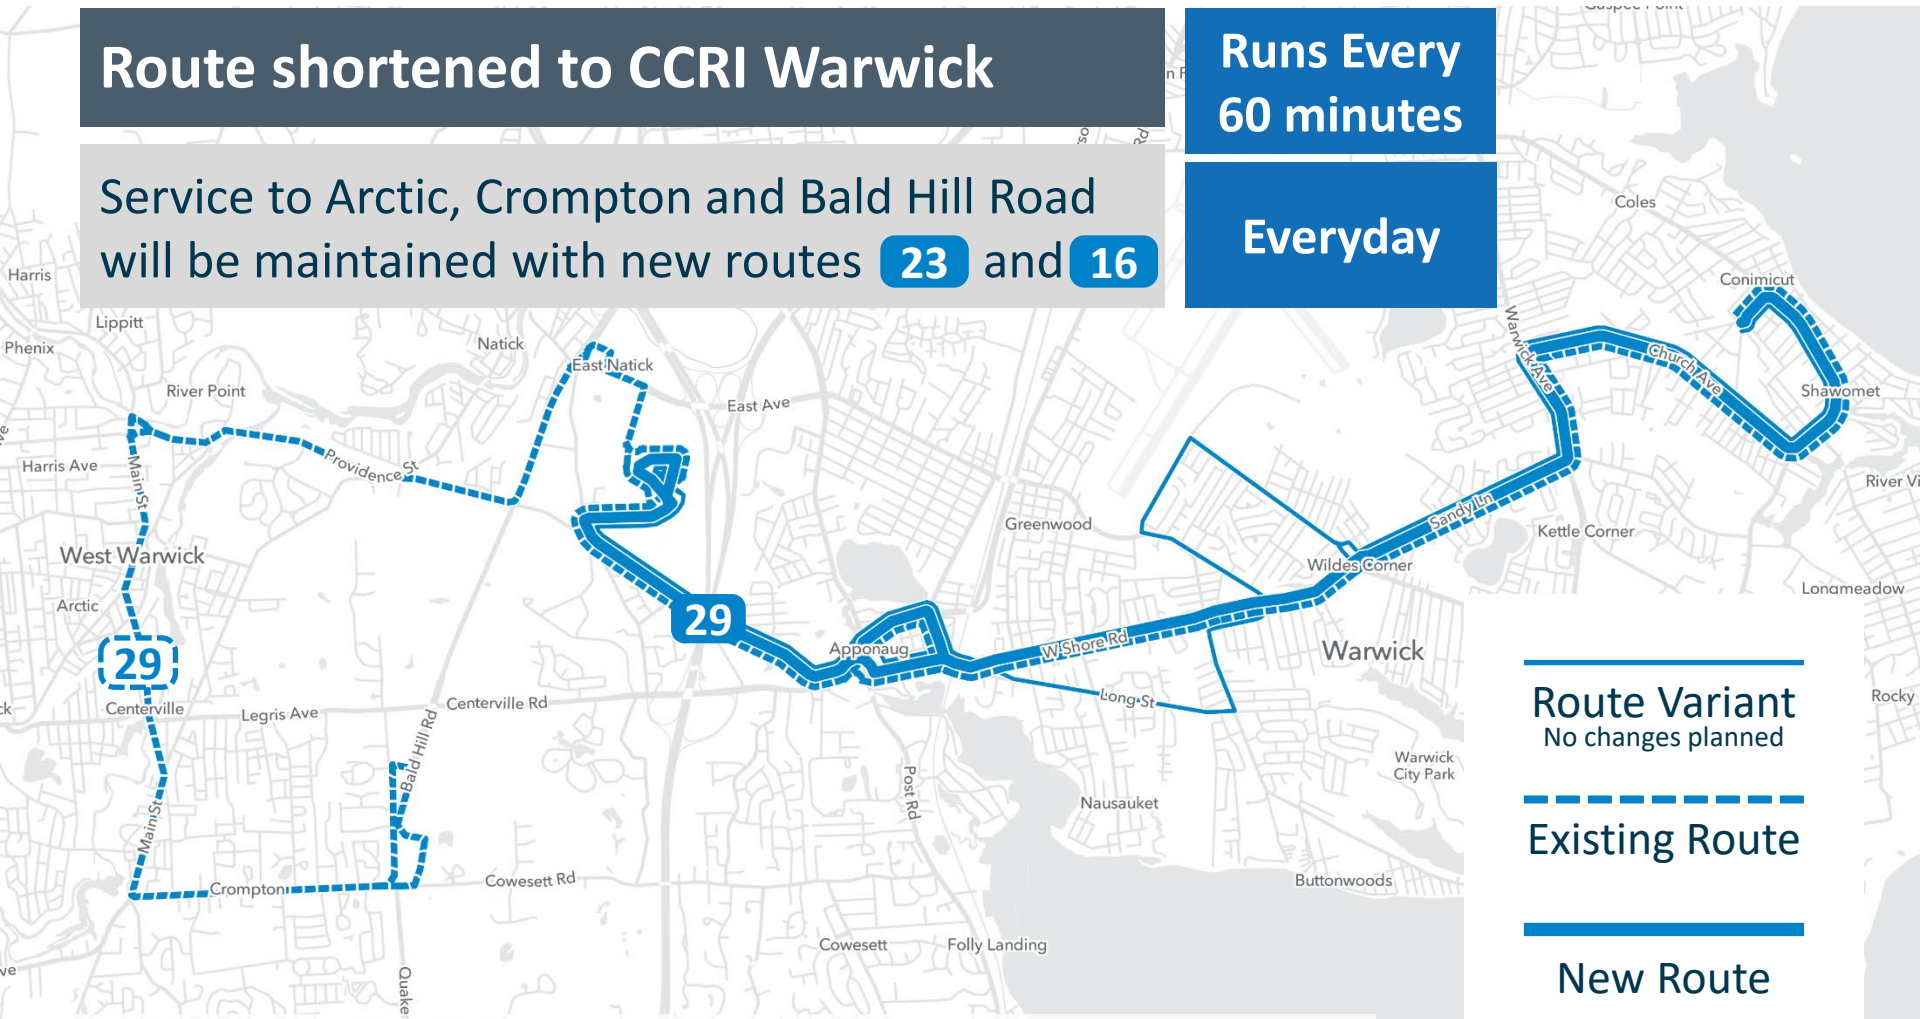 Route shortened to CCRI Warwick
Service to Arctic, Crompton and Bald Hill Road
will be maintained with new routes 23 and 16
Runs Every
60 minutes
Everyday
Coles
Conimicut
Harris
Lippitt
Phenix
Natick
East Natick
River Point
East Ave
Warwick Ave
Church Ave
Shawomet
Harris Ave
Main St
Providence St
Greenwood
Sandy Ln
River Vi
Kettle Corner
West Warwick
Wildes Corner
Longmeadow
Arctic
29
29
Apponaug
W Shore Rd
Warwick
Centerville
Legris Ave
Centerville Rd
Long St
Rocky
Bald Hill Rd
Main St
Post Rd
Nausauket
Warwick
City Park
Crompton
Cowesett Rd
Buttonwoods
Cowesett
Folly Landing
Quake
Route Variant
No changes planned
Existing Route
New Route